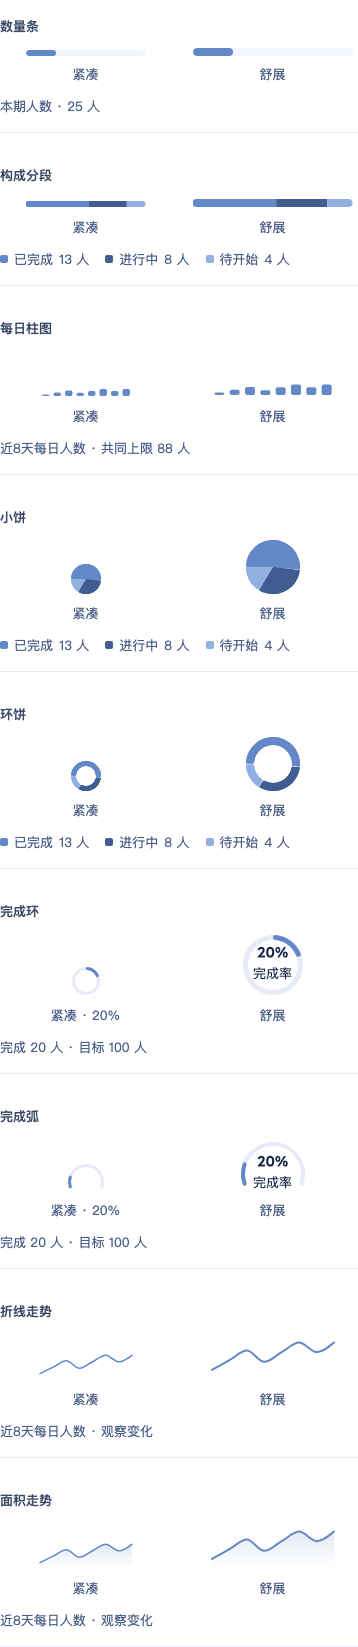 数量条
紧凑 舒展
本期人数 · 25 人
构成分段
紧凑 舒展
已完成 13 人 进行中 8 人 待开始 4 人
每日柱图
紧凑 舒展
近8天每日人数 · 共同上限 88 人
小饼
紧凑 舒展
已完成 13 人 进行中 8 人 待开始 4 人
环饼
紧凑 舒展
已完成 13 人 进行中 8 人 待开始 4 人
完成环
20%
完成率
紧凑 · 20% 舒展
完成 20 人 · 目标 100 人
完成弧
20%
完成率
紧凑 · 20% 舒展
完成 20 人 · 目标 100 人
折线走势
紧凑 舒展
近8天每日人数 · 观察变化
面积走势
紧凑 舒展
近8天每日人数 · 观察变化